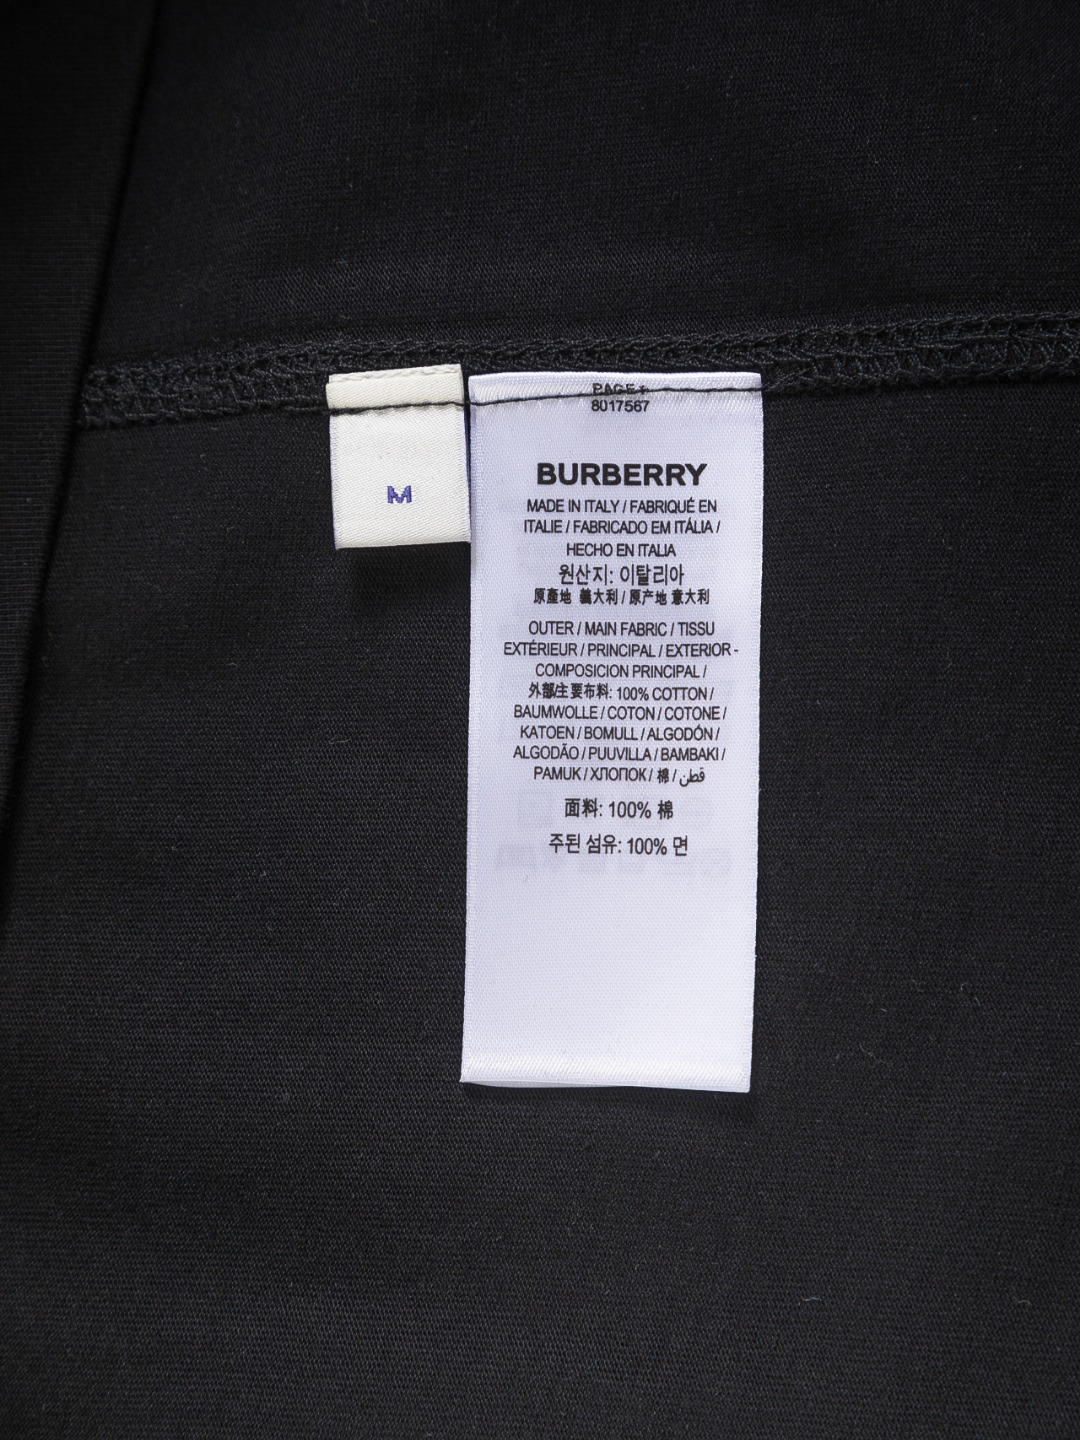 PAGE 1
8017567
M
BURBERRY
MADE IN ITALY / FABRIQUÉ EN
ITALIE / FABRICADO EM ITÁLIA /
HECHO EN ITALIA
원산지: 이탈리아
原產地 義大利 / 原产地 意大利
OUTER / MAIN FABRIC / TISSU
EXTÉRIEUR / PRINCIPAL / EXTERIOR -
COMPOSICION PRINCIPAL /
外部/主要布料: 100% COTTON /
BAUMWOLLE / COTON / COTONE /
KATOEN / BOMULL / ALGODÓN /
ALGODÃO / PUUVILLA / BAMBAKI /
PAMUK / ХЛОПОК / 棉 / قطن
面料: 100% 棉
주된 섬유: 100% 면